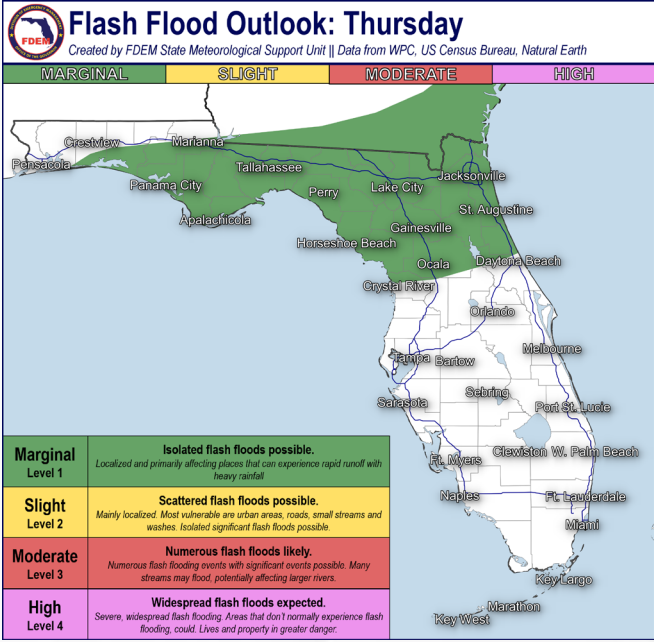 Flash Flood Outlook: Thursday
Created by FDEM State Meteorological Support Unit || Data from WPC, US Census Bureau, Natural Earth
FDEM
MARGINAL SLIGHT MODERATE HIGH
Crestview
Marianna
Pensacola
Tallahassee
Jacksonville
Panama City
Perry
Lake City
St. Augustine
Apalachicola
Gainesville
Horseshoe Beach
Ocala
Daytona Beach
Crystal River
Orlando
Melbourne
Tampa
Bartow
Sebring
Sarasota
Port St. Lucie
Clewiston
W. Palm Beach
Ft. Myers
Naples
Ft. Lauderdale
Miami
Key Largo
Marathon
Key West
Marginal
Level 1
Isolated flash floods possible.
Localized and primarily affecting places that can experience rapid runoff with
heavy rainfall
Slight
Level 2
Scattered flash floods possible.
Mainly localized. Most vulnerable are urban areas, roads, small streams and
washes. Isolated significant flash floods possible.
Moderate
Level 3
Numerous flash floods likely.
Numerous flash flooding events with significant events possible. Many
streams may flood, potentially affecting larger rivers.
High
Level 4
Widespread flash floods expected.
Severe, widespread flash flooding. Areas that don't normally experience flash
flooding, could. Lives and property in greater danger.